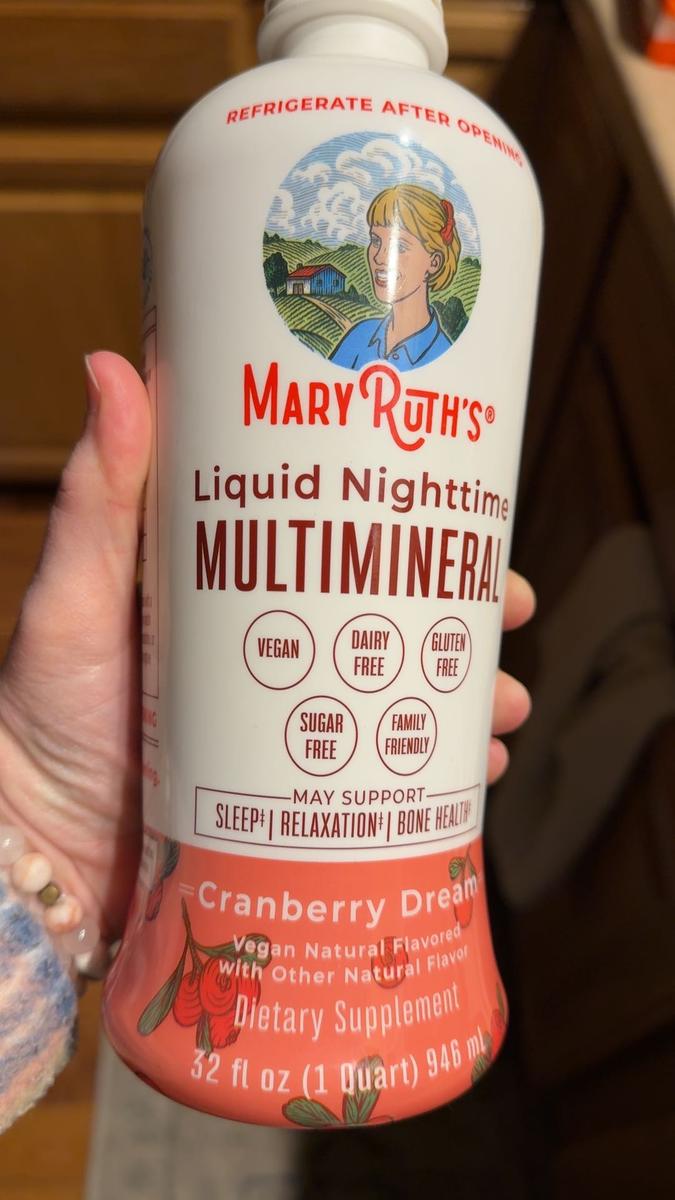 REFRIGERATE AFTER OPENING
MARYRUTH'S®
Liquid Nighttime
MULTIMINERAL
VEGAN
DAIRY
FREE
GLUTEN
FREE
SUGAR
FREE
FAMILY
FRIENDLY
MAY SUPPORT
SLEEP‡ | RELAXATION‡ | BONE HEALTH‡
Cranberry Dream
Vegan Natural Flavored
with Other Natural Flavor
Dietary Supplement
32 fl oz (1 Quart) 946 mL